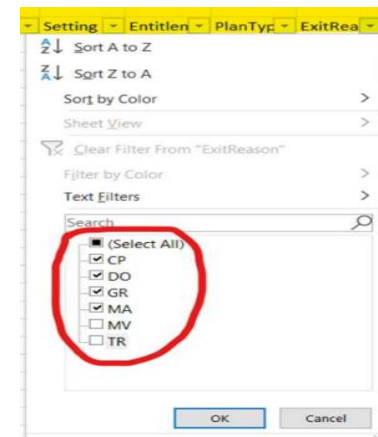 Setting Entitlen PlanTyp ExitRea
Sort A to Z
Sort Z to A
Sort by Color
Sheet View
Clear Filter From "ExitReason"
Filter by Color
Text Filters
Search
(Select All)
CP
DO
GR
MA
MV
TR
OK Cancel